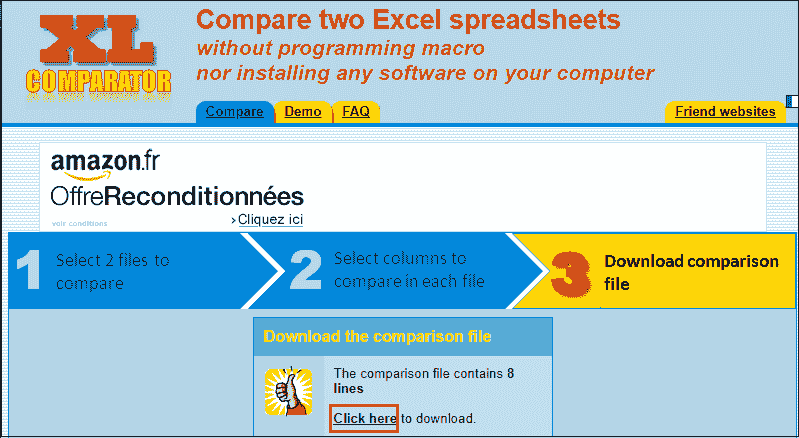 XL
COMPARATOR
Compare two Excel spreadsheets
without programming macro
nor installing any software on your computer
Compare Demo FAQ Friend websites
amazon.fr
OffreReconditionnées
voir conditions
›Cliquez ici
1 Select 2 files to
compare
2 Select columns to
compare in each file
3 Download comparison
file
Download the comparison file
The comparison file contains 8
lines
Click here to download.